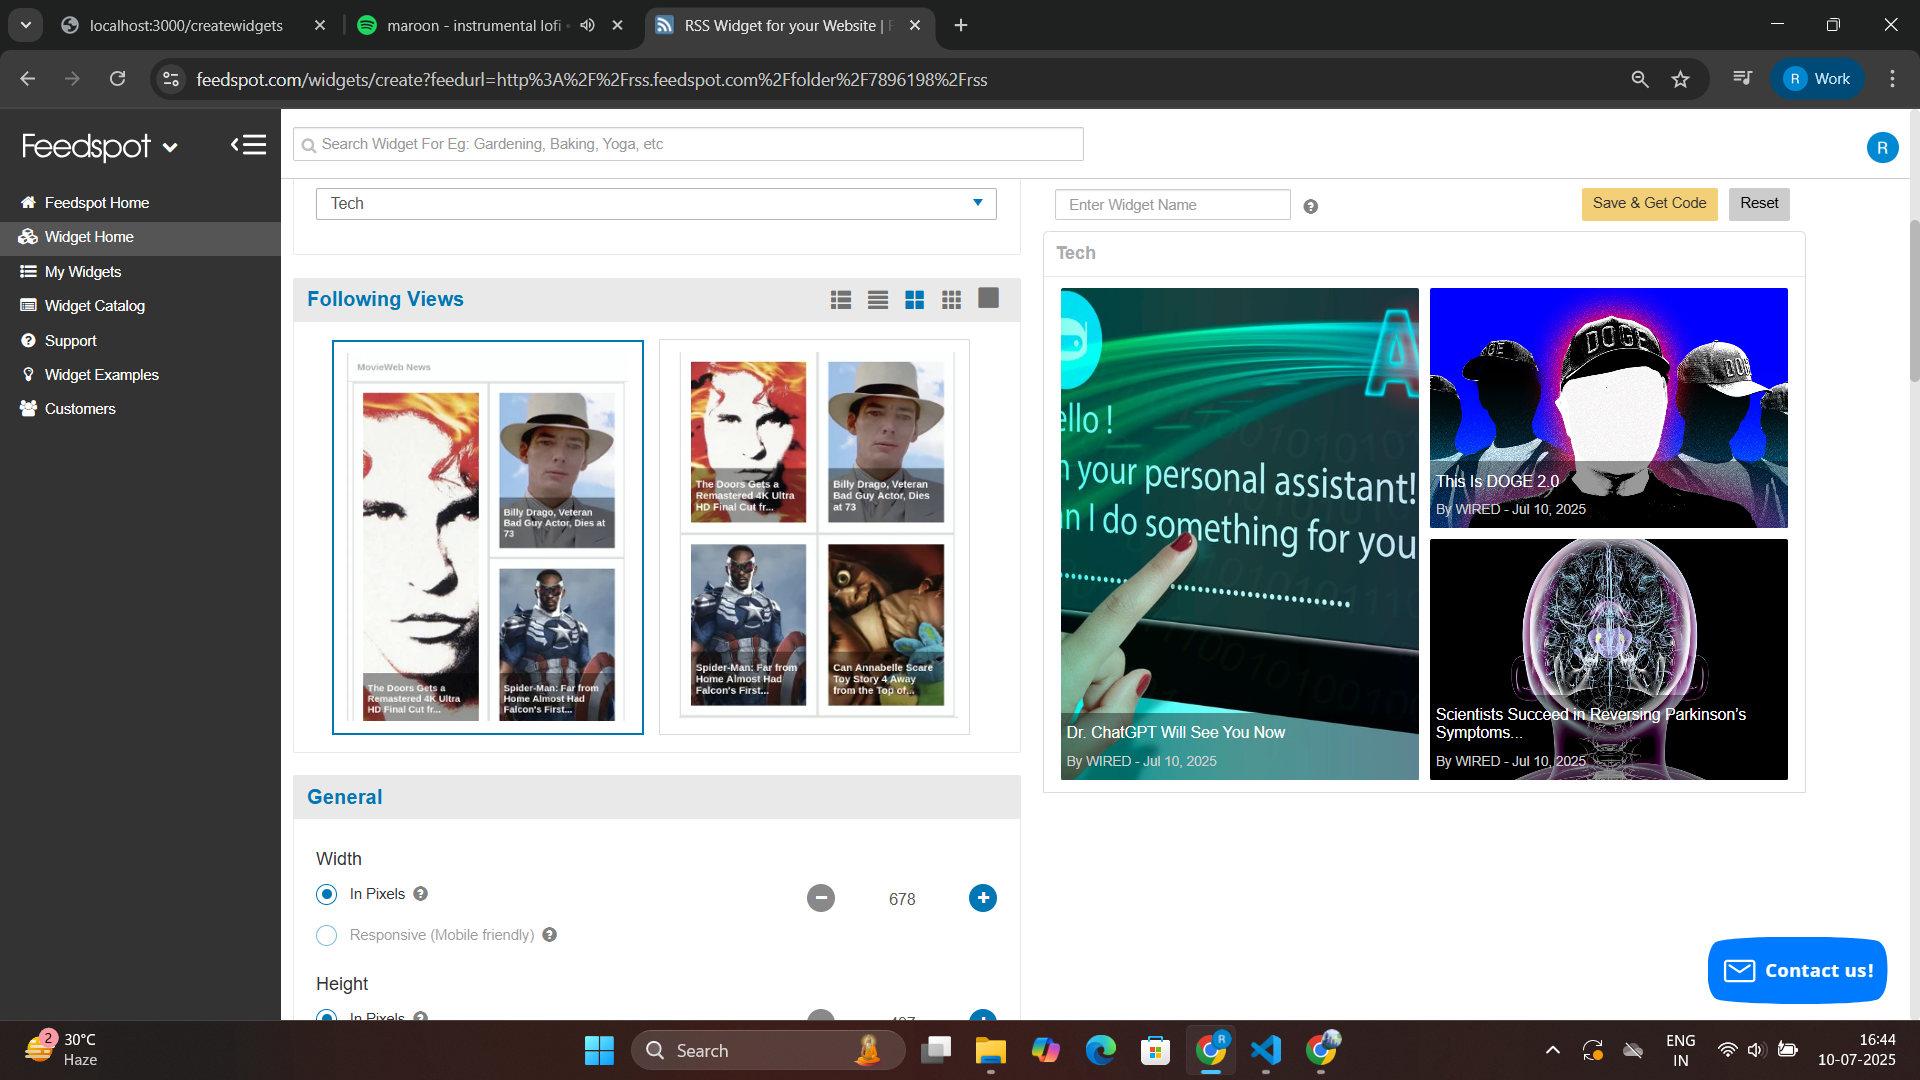 localhost:3000/createwidgets
maroon - instrumental lofi
RSS Widget for your Website |
feedspot.com/widgets/create?feedurl=http%3A%2F%2Frss.feedspot.com%2Ffolder%2F7896198%2Frss
R Work
Feedspot
Search Widget For Eg: Gardening, Baking, Yoga, etc
R
Feedspot Home
Widget Home
My Widgets
Widget Catalog
Support
Widget Examples
Customers
Tech
Following Views
MovieWeb News
The Doors Gets a
Remastered 4K Ultra
HD Final Cut fr...
Billy Drago, Veteran
Bad Guy Actor, Dies at
73
Spider-Man: Far from
Home Almost Had
Falcon's First...
The Doors Gets a
Remastered 4K Ultra
HD Final Cut fr...
Billy Drago, Veteran
Bad Guy Actor, Dies
at 73
Spider-Man: Far from
Home Almost Had
Falcon's First...
Can Annabelle Scare
Toy Story 4 Away
from the Top of...
General
Width
In Pixels
678
Responsive (Mobile friendly)
Height
In Pixels
Enter Widget Name
Save & Get Code
Reset
Tech
A
ello !
your personal assistant!
n I do something for you
Dr. ChatGPT Will See You Now
By WIRED - Jul 10, 2025
DOGE
DOGE
DOGE
This Is DOGE 2.0
By WIRED - Jul 10, 2025
Scientists Succeed in Reversing Parkinson's
Symptoms...
By WIRED - Jul 10, 2025
Contact us!
2
30°C
Haze
Search
R
ENG
IN
16:44
10-07-2025